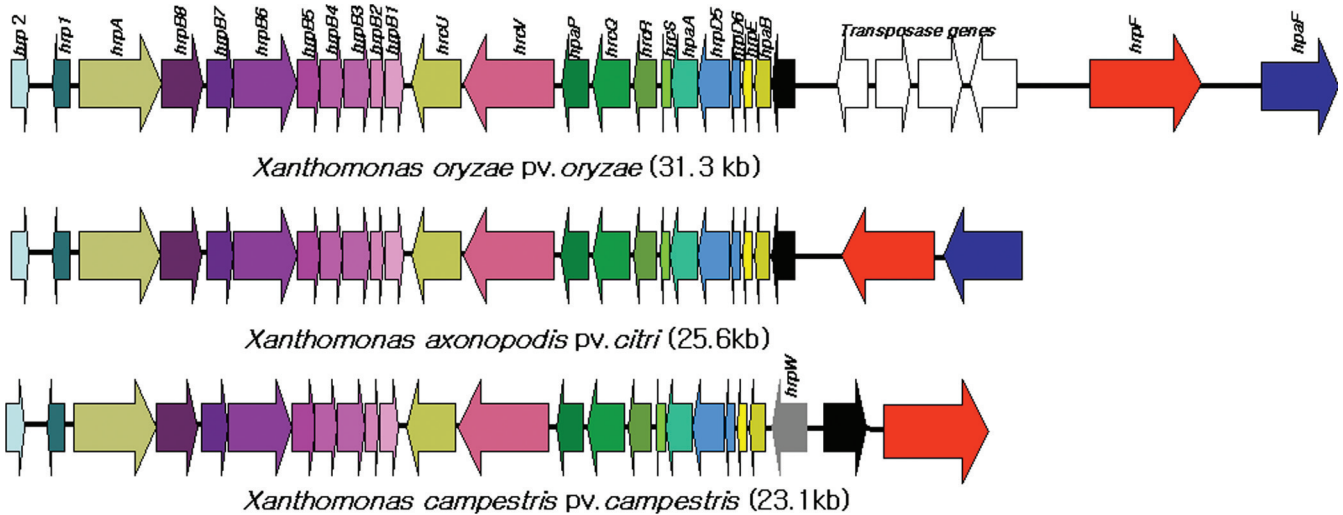 hrp 2
hrp1
hrpA
hrpB8
hrpB7
hrpB6
hrpB5
hrpB4
hrpB3
hrpB2
hrpB1
hrcU
hrcV
hpaP
hrcQ
hrcR
hrcS
hpaA
hrpD5
hrpD6
hrpE
hpaB
Transposase genes
hrpF
hpaF
Xanthomonas oryzae pv. oryzae (31.3 kb)
Xanthomonas axonopodis pv. citri (25.6kb)
hrpW
Xanthomonas campestris pv. campestris (23.1kb)